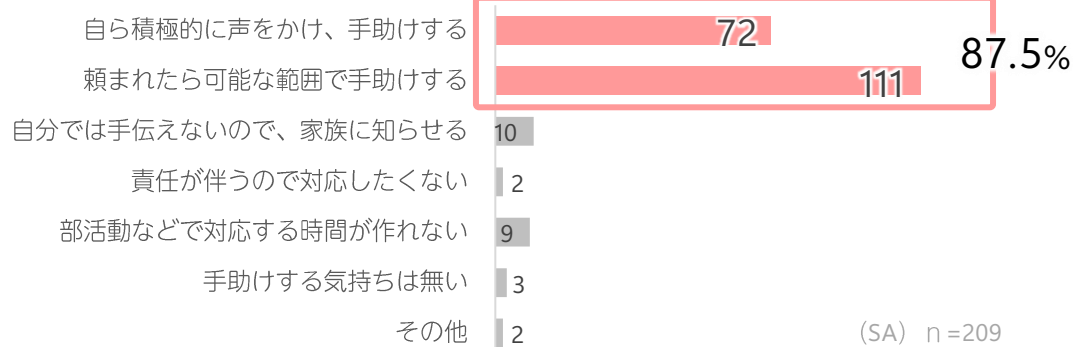 自ら積極的に声をかけ、手助けする 72
頼まれたら可能な範囲で手助けする 111
87.5%
自分では手伝えないので、家族に知らせる 10
責任が伴うので対応したくない 2
部活動などで対応する時間が作れない 9
手助けする気持ちは無い 3
その他 2
（SA） n =209